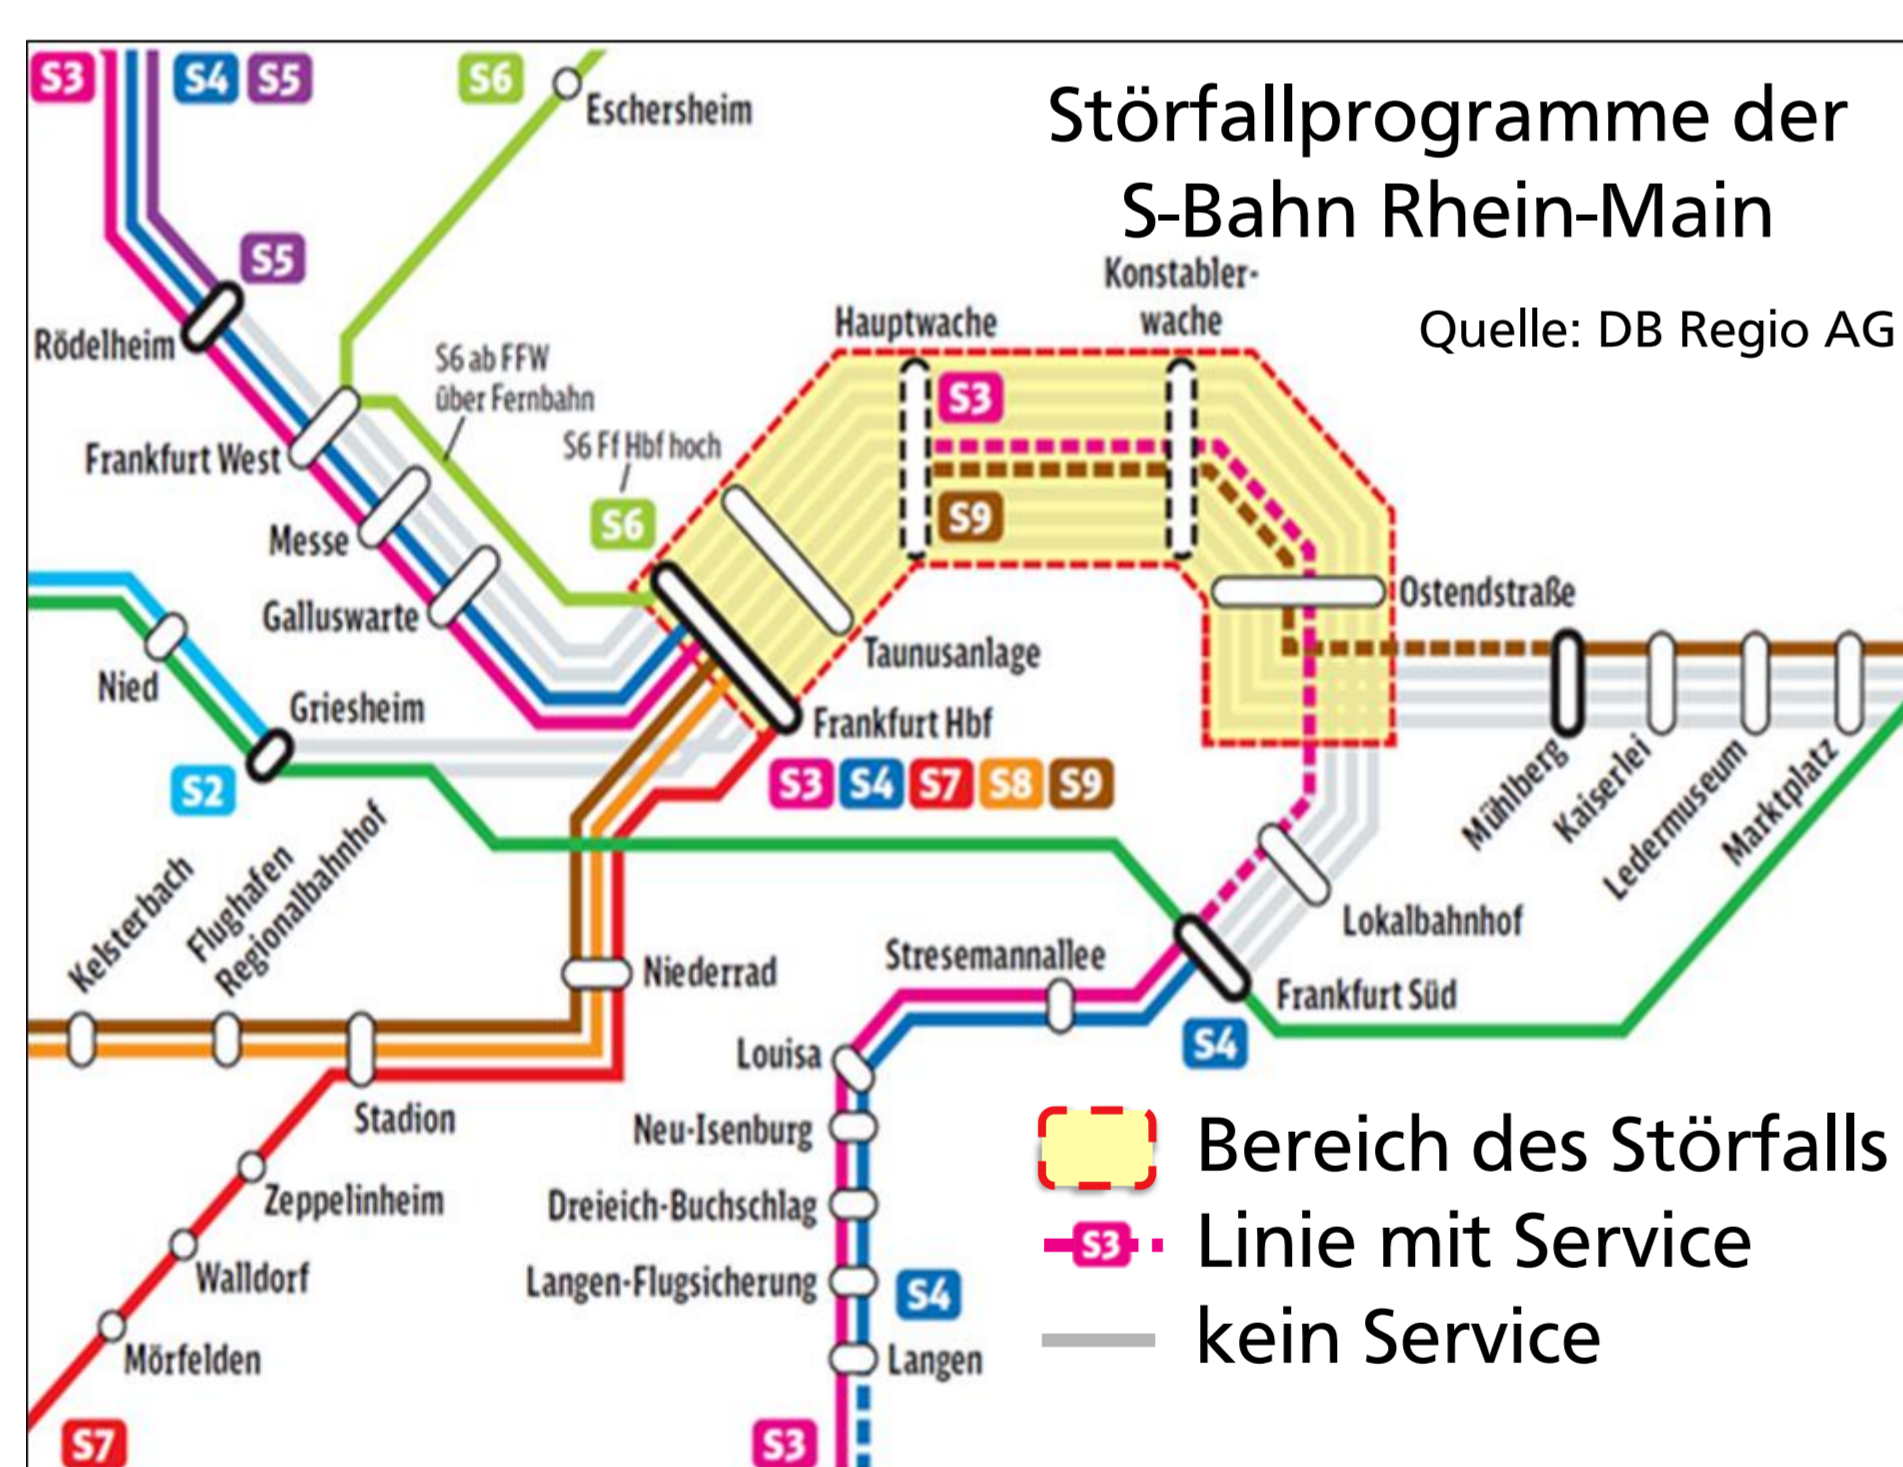 S3
S4
S5
S6
Eschersheim
Störfallprogramme der
S-Bahn Rhein-Main
Quelle: DB Regio AG
S5
Rödelheim
S6 ab FFW
über Fernbahn
S6 Ff Hbf hoch
Hauptwache
Konstabler-
wache
S3
S9
Frankfurt West
S6
Messe
Galluswarte
Ostendstraße
Nied
Griesheim
Taunusanlage
Frankfurt Hbf
S2
S3 S4 S7 S8 S9
Mühlberg
Kaiserlei
Ledermuseum
Marktplatz
Kelsterbach
Flughafen
Regionalbahnhof
Niederrad
Stresemannallee
Lokalbahnhof
Frankfurt Süd
S4
Louisa
Stadion
Neu-Isenburg
Zeppelinheim
Dreieich-Buchschlag
Walldorf
Langen-Flugsicherung
S4
Mörfelden
Langen
S7
S3
Bereich des Störfalls
S3
Linie mit Service
kein Service